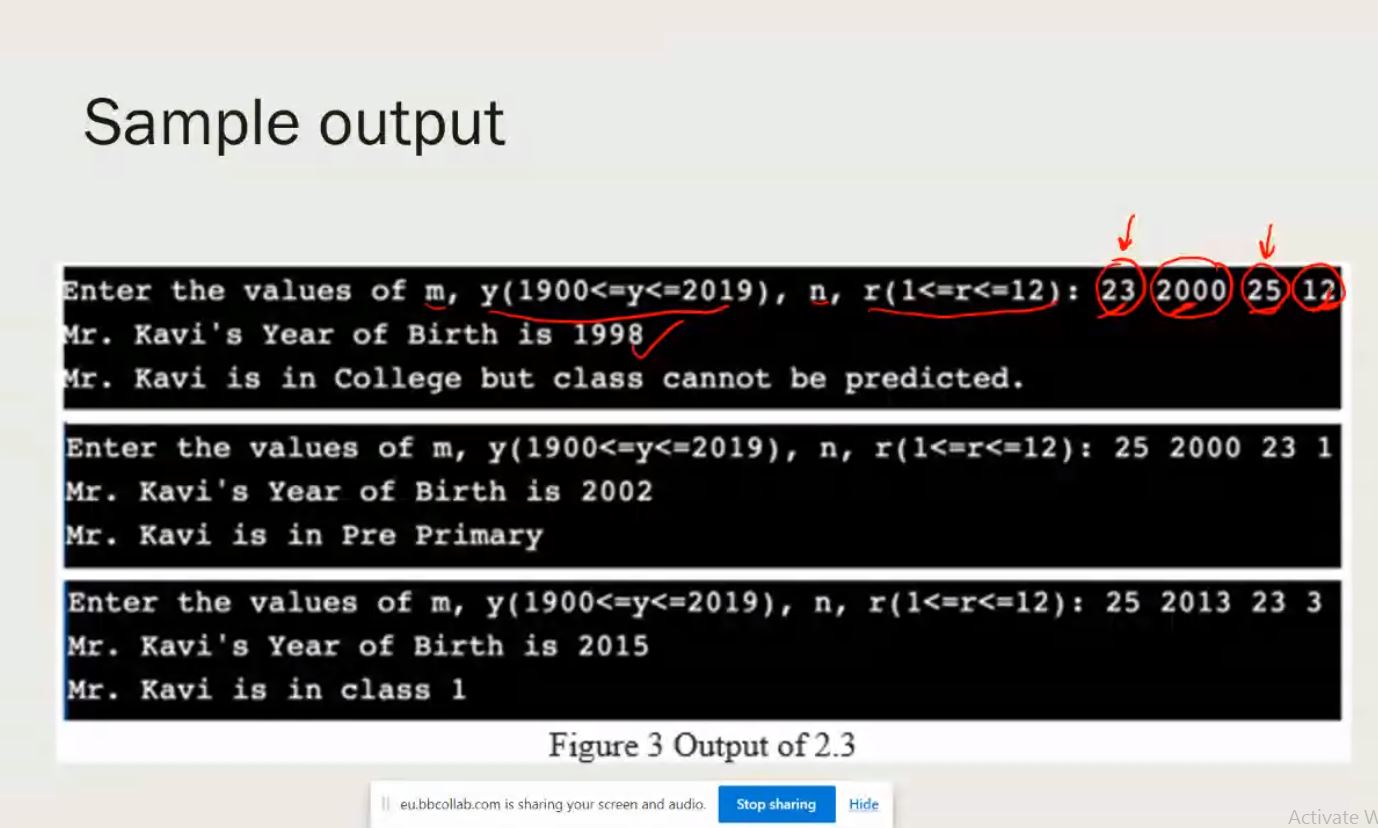 Sample output
Enter the values of m, y(1900<=y<=2019), n, r(1<=r<=12): 23 2000 25 12
Mr. Kavi's Year of Birth is 1998
Mr. Kavi is in College but class cannot be predicted.
Enter the values of m, y(1900<=y<=2019), n, r(1<=r<=12): 25 2000 23 1
Mr. Kavi's Year of Birth is 2002
Mr. Kavi is in Pre Primary
Enter the values of m, y(1900<=y<=2019), n, r(1<=r<=12): 25 2013 23 3
Mr. Kavi's Year of Birth is 2015
Mr. Kavi is in class 1
Figure 3 Output of 2.3
eu.bbcollab.com is sharing your screen and audio. Stop sharing Hide
Activate W